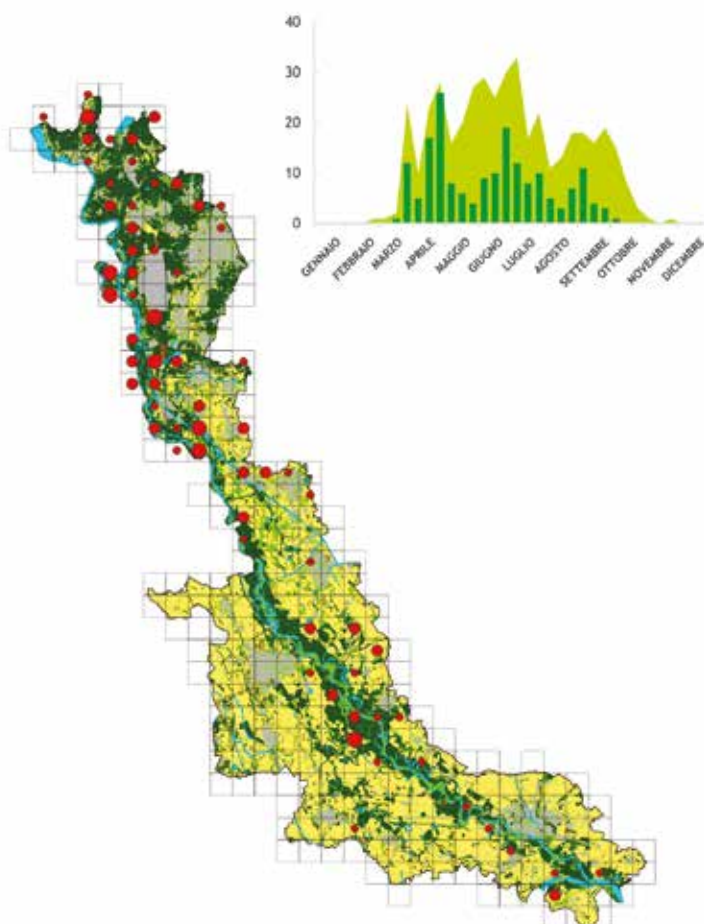 40
30
20
10
0
GENNAIO
FEBBRAIO
MARZO
APRILE
MAGGIO
GIUGNO
LUGLIO
AGOSTO
SETTEMBRE
OTTOBRE
NOVEMBRE
DICEMBRE